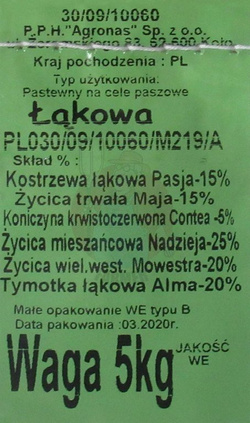 30/09/10060
P.P.H."Agronas" Sp. z o.o.
62-600 Koło
Kraj pochodzenia : PL
Typ użytkowania:
Pastewny na cele paszowe
Łąkowa
PL030/09/10060/M219/A
Skład % :
Kostrzewa łąkowa Pasja-15%
Życica trwała Maja-15%
Koniczyna krwistoczerwona Contea -5%
Życica mieszańcowa Nadzieja-25%
Życica wiel.west. Mowestra-20%
Tymotka łąkowa Alma-20%
Małe opakowanie WE typu B
Data pakowania :03.2020r.
Waga 5kg JAKOŚĆ
WE